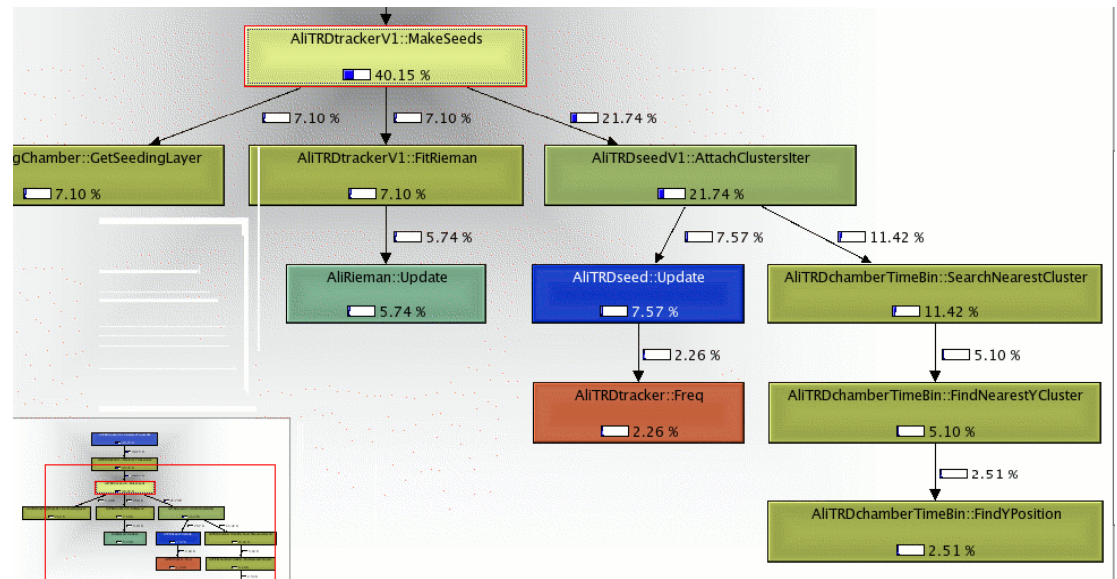 AliTRDtrackerV1::MakeSeeds
40.15 %
7.10 %
7.10 %
21.74 %
gChamber::GetSeedingLayer
7.10 %
AliTRDtrackerV1::FitRieman
7.10 %
AliTRDseedV1::AttachClustersIter
21.74 %
5.74 %
7.57 %
11.42 %
AliRieman::Update
5.74 %
AliTRDseed::Update
7.57 %
AliTRDchamberTimeBin::SearchNearestCluster
11.42 %
2.26 %
5.10 %
AliTRDtracker::Freq
2.26 %
AliTRDchamberTimeBin::FindNearestYCluster
5.10 %
2.51 %
AliTRDchamberTimeBin::FindYPosition
2.51 %